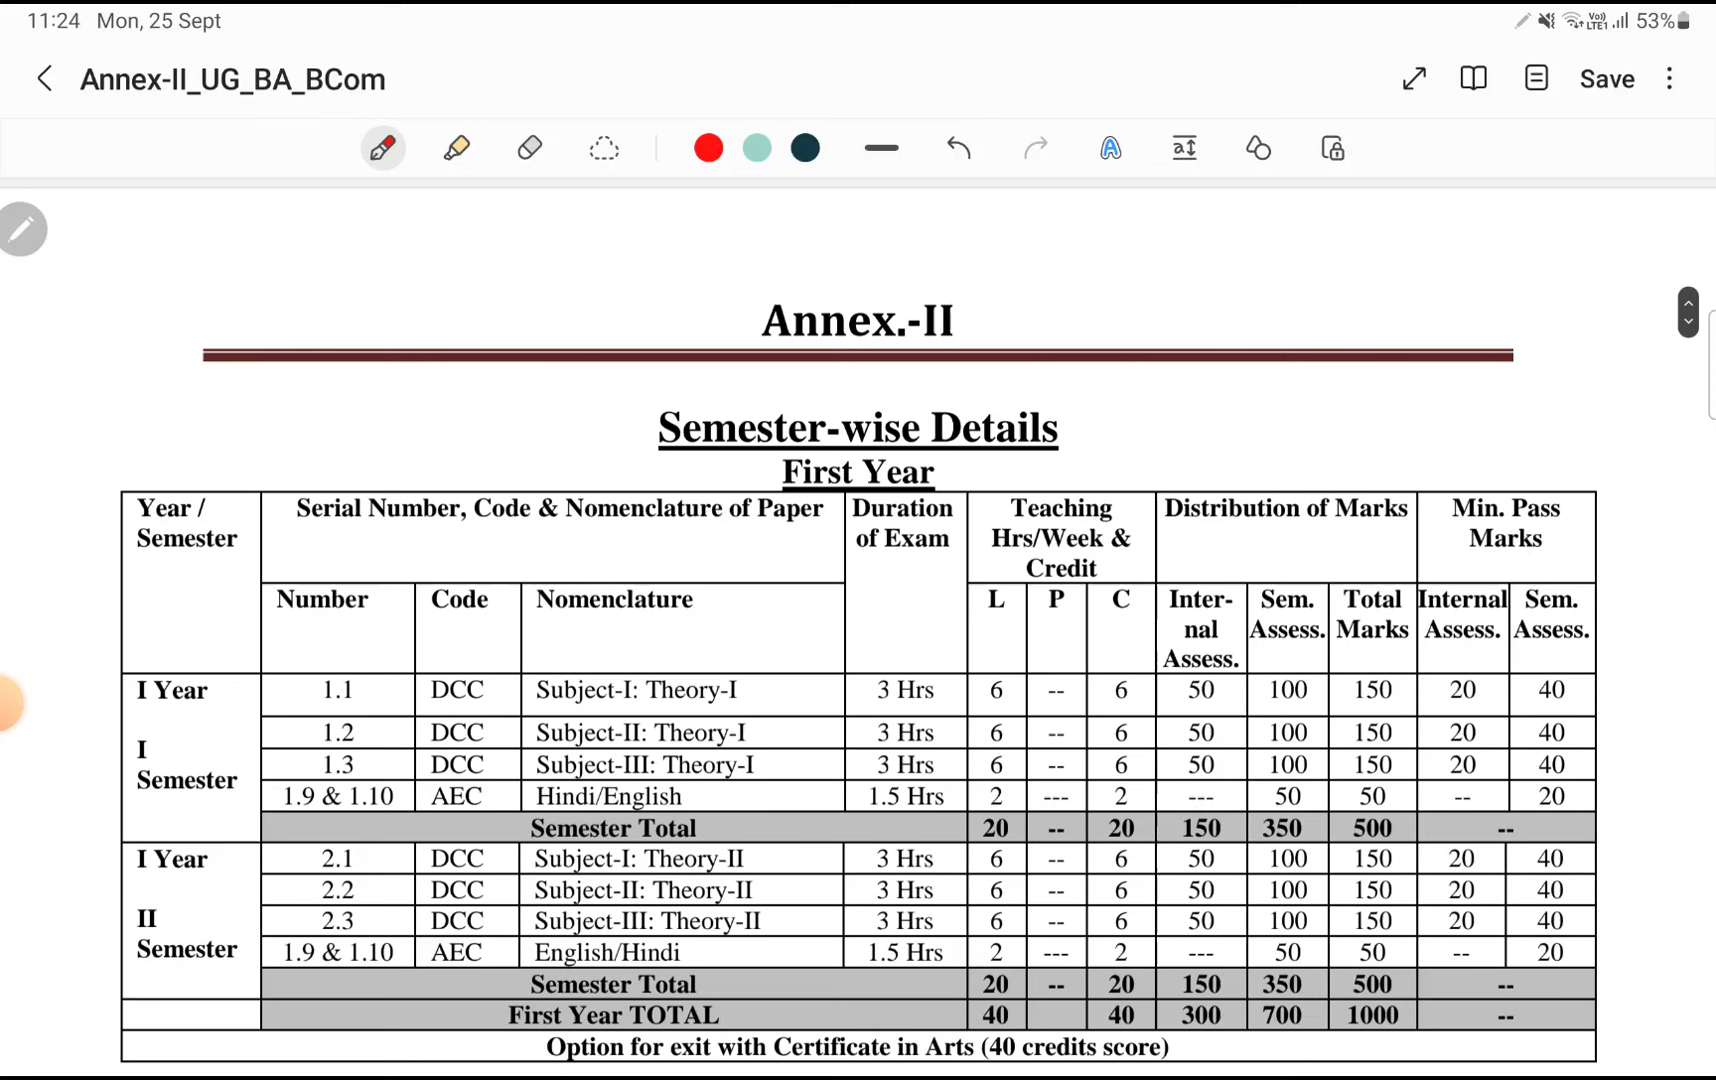 11:24 Mon, 25 Sept
Vo)) LTE1 53%
Annex-II_UG_BA_BCom
Save
Annex.-II
Semester-wise Details
First Year
Year / Semester Serial Number, Code & Nomenclature of Paper Duration of Exam Teaching Hrs/Week & Credit Distribution of Marks Min. Pass Marks
Number Code Nomenclature L P C Inter-nal Assess. Sem. Assess. Total Marks Internal Assess. Sem. Assess.
I Year I Semester
1.1 DCC Subject-I: Theory-I 3 Hrs 6 -- 6 50 100 150 20 40
1.2 DCC Subject-II: Theory-I 3 Hrs 6 -- 6 50 100 150 20 40
1.3 DCC Subject-III: Theory-I 3 Hrs 6 -- 6 50 100 150 20 40
1.9 & 1.10 AEC Hindi/English 1.5 Hrs 2 --- 2 --- 50 50 -- 20
Semester Total 20 -- 20 150 350 500 --
I Year II Semester
2.1 DCC Subject-I: Theory-II 3 Hrs 6 -- 6 50 100 150 20 40
2.2 DCC Subject-II: Theory-II 3 Hrs 6 -- 6 50 100 150 20 40
2.3 DCC Subject-III: Theory-II 3 Hrs 6 -- 6 50 100 150 20 40
1.9 & 1.10 AEC English/Hindi 1.5 Hrs 2 --- 2 --- 50 50 -- 20
Semester Total 20 -- 20 150 350 500 --
First Year TOTAL 40 40 300 700 1000 --
Option for exit with Certificate in Arts (40 credits score)